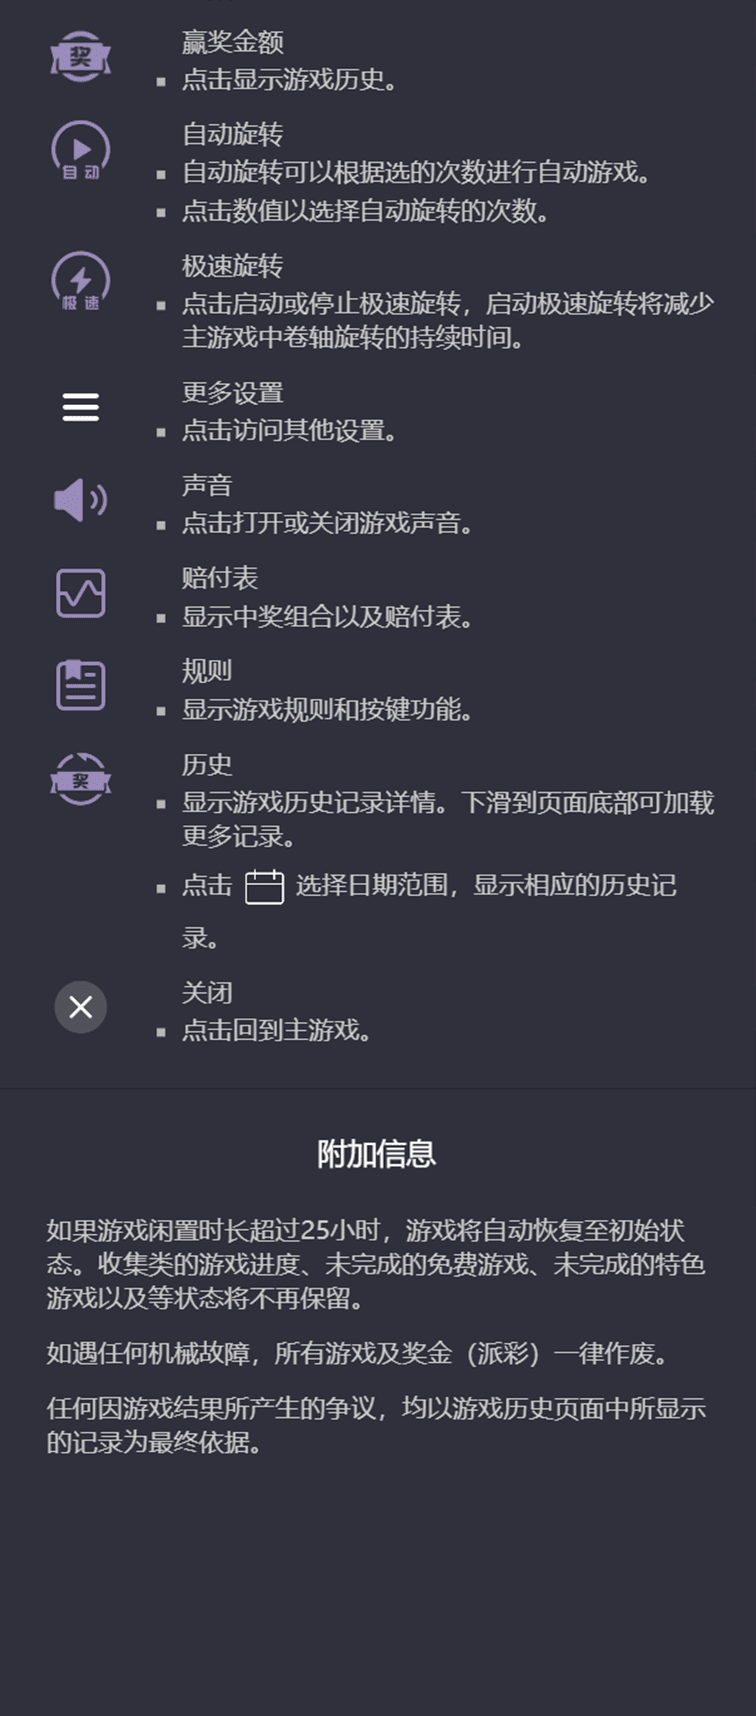 奖
赢奖金额
点击显示游戏历史。
自动
自动旋转
自动旋转可以根据选的次数进行自动游戏。
点击数值以选择自动旋转的次数。
极速
极速旋转
点击启动或停止极速旋转，启动极速旋转将减少
主游戏中卷轴旋转的持续时间。
更多设置
点击访问其他设置。
声音
点击打开或关闭游戏声音。
赔付表
显示中奖组合以及赔付表。
规则
显示游戏规则和按键功能。
奖
历史
显示游戏历史记录详情。下滑到页面底部可加载
更多记录。
点击 选择日期范围，显示相应的历史记
录。
关闭
点击回到主游戏。
附加信息
如果游戏闲置时长超过25小时，游戏将自动恢复至初始状
态。收集类的游戏进度、未完成的免费游戏、未完成的特色
游戏以及等状态将不再保留。
如遇任何机械故障，所有游戏及奖金（派彩）一律作废。
任何因游戏结果所产生的争议，均以游戏历史页面中所显示
的记录为最终依据。